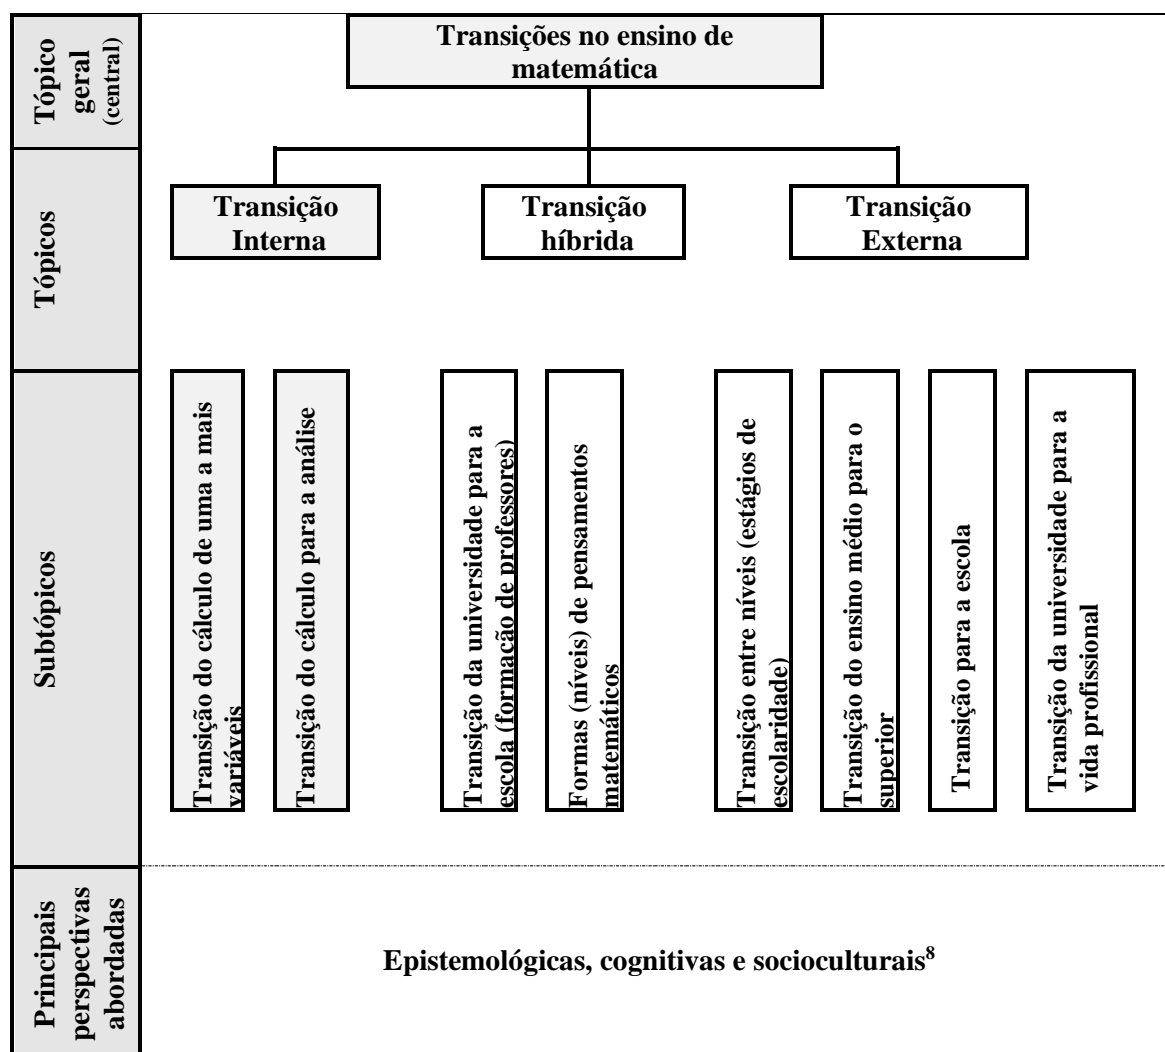 Tópico
geral
(central)
Transições no ensino de
matemática
Tópicos
Transição
Interna
Transição
híbrida
Transição
Externa
Subtópicos
Transição do cálculo de uma a mais
variáveis
Transição do cálculo para a análise
Transição da universidade para a
escola (formação de professores)
Formas (níveis) de pensamentos
matemáticos
Transição entre níveis (estágios de
escolaridade)
Transição do ensino médio para o
superior
Transição para a escola
Transição da universidade para a
vida profissional
Principais
perspectivas
abordadas
Epistemológicas, cognitivas e socioculturais⁸